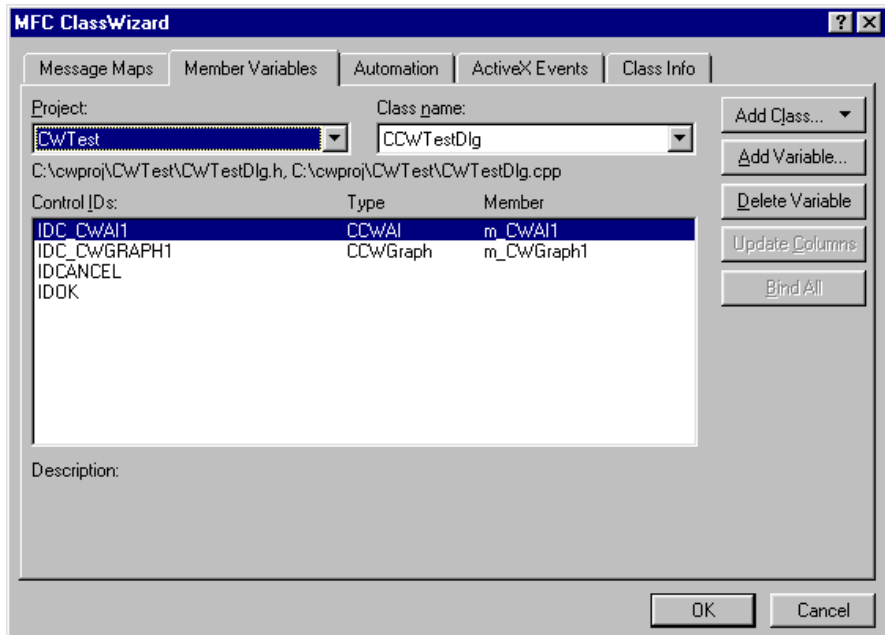 MFC ClassWizard
Message Maps Member Variables Automation ActiveX Events Class Info
Project: Class name:
CWTest CCWTestDlg
Add Class...
C:\cwproj\CWTest\CWTestDlg.h, C:\cwproj\CWTest\CWTestDlg.cpp
Add Variable...
Control IDs: Type Member
Delete Variable
IDC_CWAI1 CCWAI m_CWAI1
IDC_CWGRAPH1 CCWGraph m_CWGraph1
Update Columns
IDCANCEL
IDOK
Bind All
Description:
OK Cancel